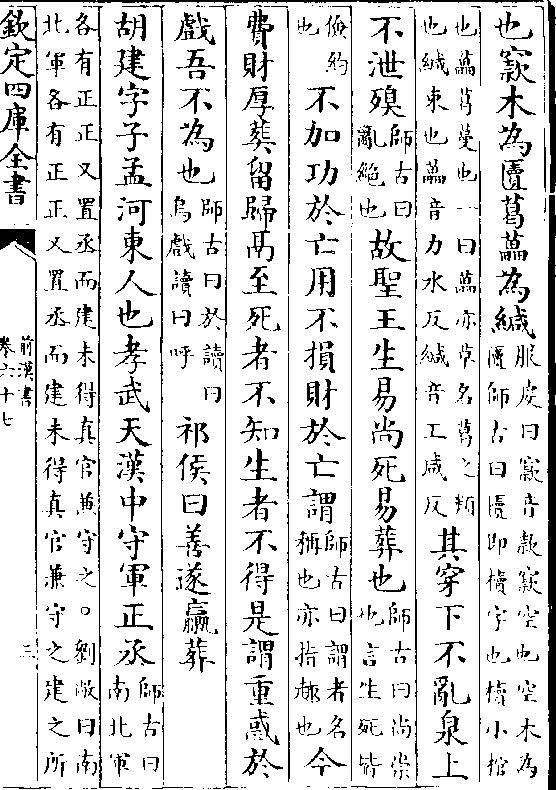 也窾木為匵葛藟為緘服䖍曰窾音款窾空也空木為匵師古曰匵即櫝字也櫝小棺
也藟葛蔓也一曰藟亦草名葛之類也緘束也藟音力水反緘音工咸反其穿下不亂泉上
不泄殠師古曰亂絶也故聖王生易尚死易葬也師古曰尚崇也言生死皆
儉約也不加功於亡用不損財於亡謂師古曰謂者名稱也亦指趣也今
費財厚葬留歸鬲至死者不知生者不得是謂重惑於
戲吾不為也師古曰於讀曰烏戲讀曰呼祁侯曰善遂臝葬
胡建字子孟河東人也孝武天漢中守軍正丞師古曰南北軍
各有正正又置丞而建未得真官兼守之○劉敞曰南北軍各有正正又置丞而建未得真官兼守之建之所
欽定四庫全書
前漢書
卷六十七
三